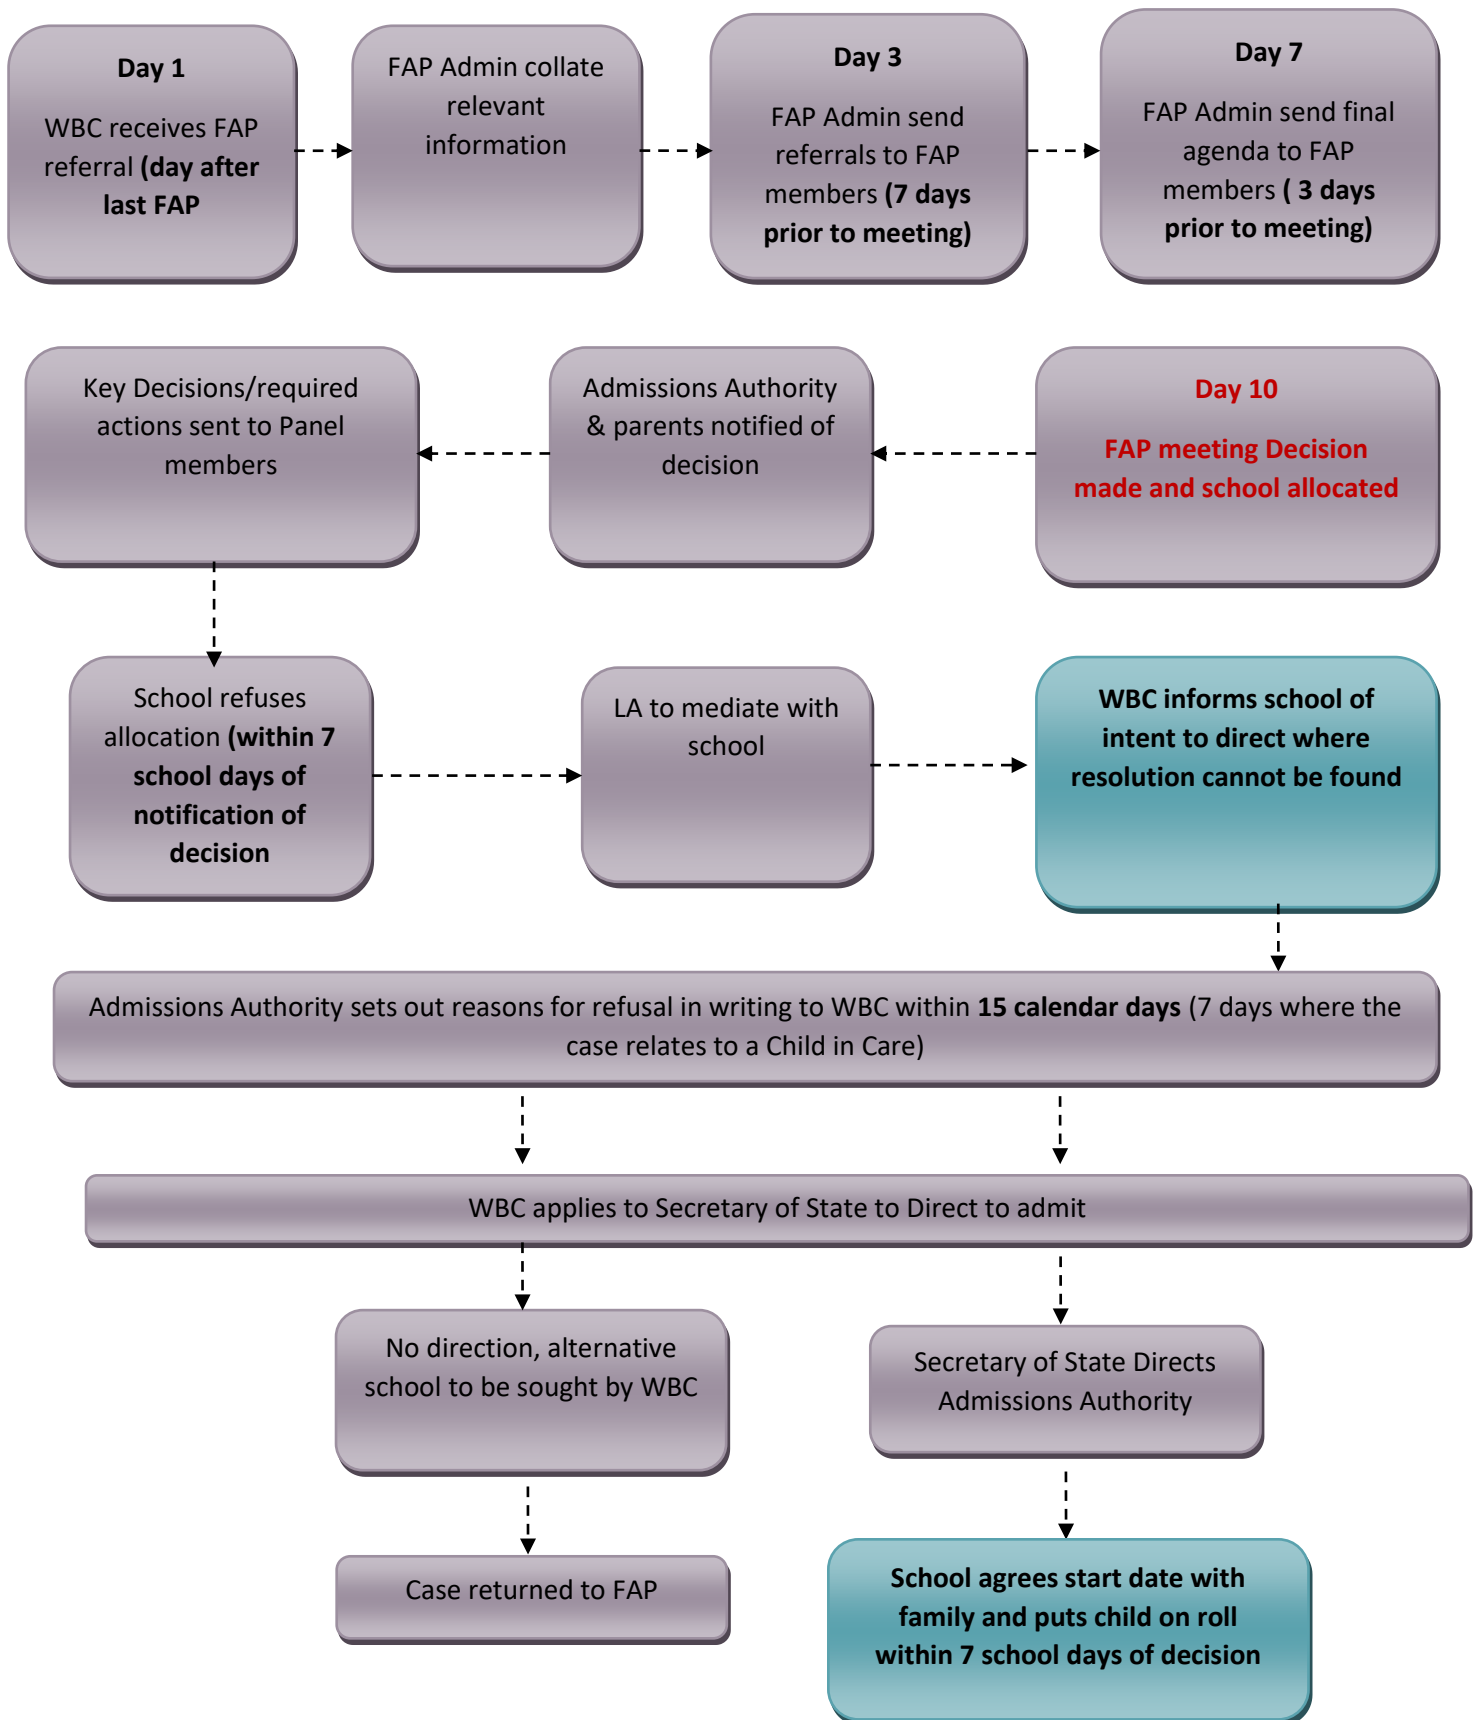 Day 1
WBC receives FAP
referral (day after
last FAP
FAP Admin collate
relevant
information
Day 3
FAP Admin send
referrals to FAP
members (7 days
prior to meeting)
Day 7
FAP Admin send final
agenda to FAP
members ( 3 days
prior to meeting)
Day 10
FAP meeting Decision
made and school allocated
Admissions Authority
& parents notified of
decision
Key Decisions/required
actions sent to Panel
members
School refuses
allocation (within 7
school days of
notification of
decision
LA to mediate with
school
WBC informs school of
intent to direct where
resolution cannot be found
Admissions Authority sets out reasons for refusal in writing to WBC within 15 calendar days (7 days where the
case relates to a Child in Care)
WBC applies to Secretary of State to Direct to admit
No direction, alternative
school to be sought by WBC
Case returned to FAP
Secretary of State Directs
Admissions Authority
School agrees start date with
family and puts child on roll
within 7 school days of decision